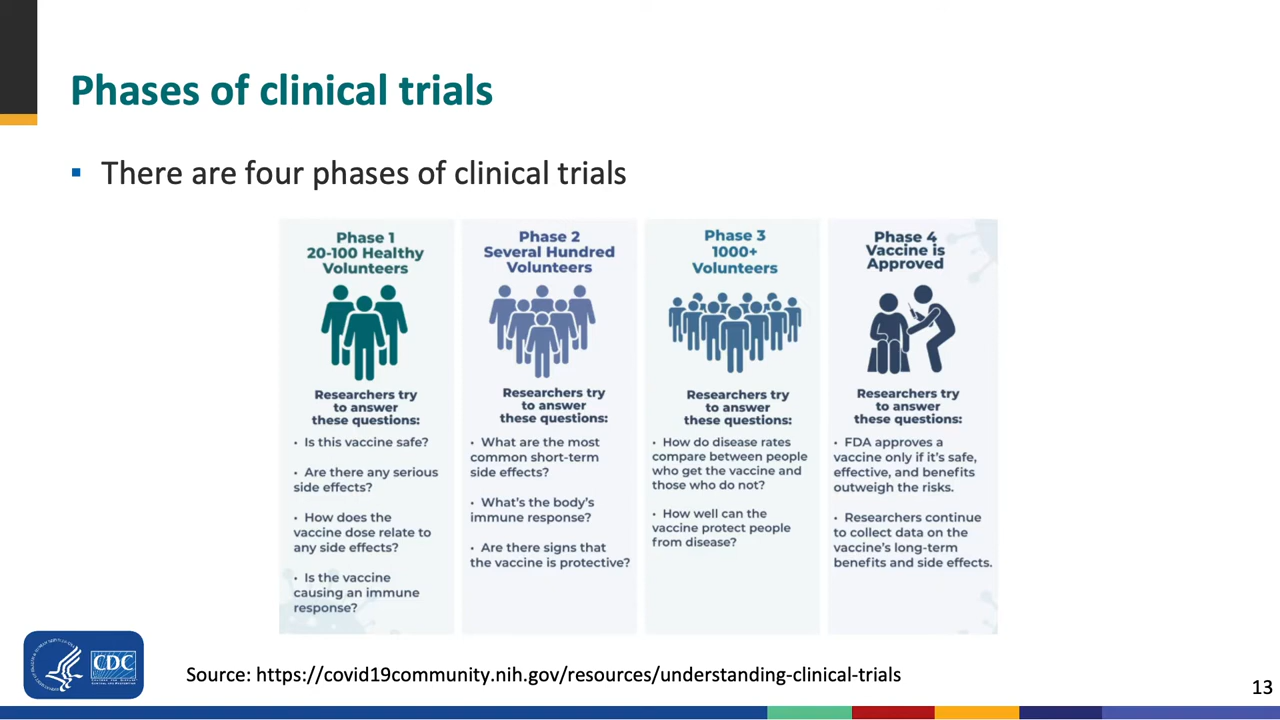 Phases of clinical trials
▪ There are four phases of clinical trials
Phase 1
20-100 Healthy
Volunteers
Researchers try
to answer
these questions:
• Is this vaccine safe?
• Are there any serious
side effects?
• How does the
vaccine dose relate to
any side effects?
• Is the vaccine
causing an immune
response?
Phase 2
Several Hundred
Volunteers
Researchers try
to answer
these questions:
• What are the most
common short-term
side effects?
• What's the body's
immune response?
• Are there signs that
the vaccine is protective?
Phase 3
1000+
Volunteers
Researchers try
to answer
these questions:
• How do disease rates
compare between people
who get the vaccine and
those who do not?
• How well can the
vaccine protect people
from disease?
Phase 4
Vaccine is
Approved
Researchers try
to answer
these questions:
• FDA approves a
vaccine only if it's safe,
effective, and benefits
outweigh the risks.
• Researchers continue
to collect data on the
vaccine's long-term
benefits and side effects.
CDC
Source: https://covid19community.nih.gov/resources/understanding-clinical-trials
13